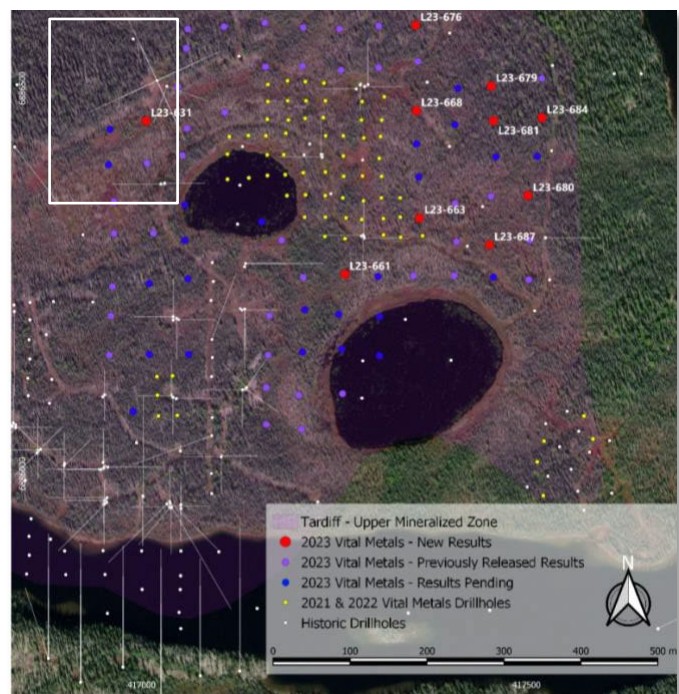 L23-676
L23-679
L23-668
L23-684
L23-681
L23-631
L23-680
L23-663
L23-687
L23-661
6886500
Tardiff - Upper Mineralized Zone
2023 Vital Metals - New Results
2023 Vital Metals - Previously Released Results
2023 Vital Metals - Results Pending
2021 & 2022 Vital Metals Drillholes
Historic Drillholes
N
0 100 200 300 400 500 m
417000 417500